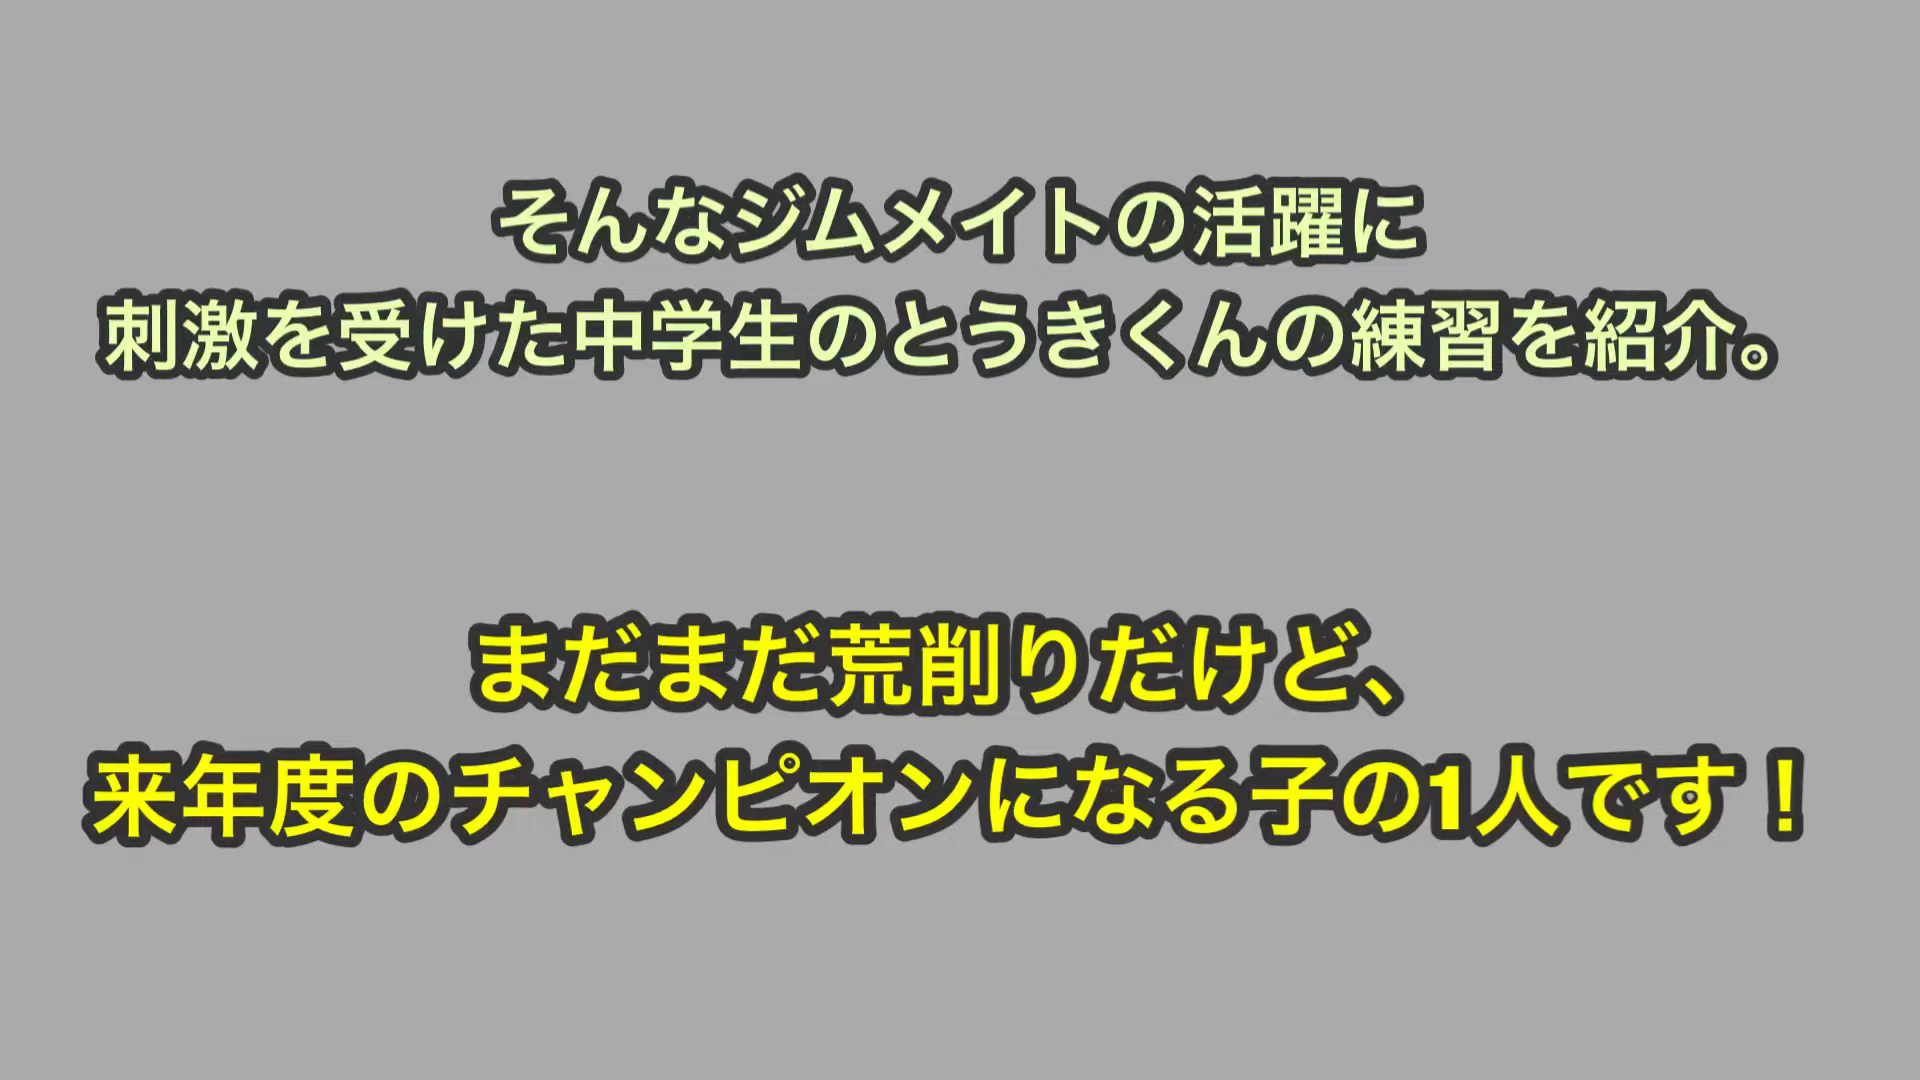 そんなジムメイトの活躍に
刺激を受けた中学生のとうきくんの練習を紹介。
まだまだ荒削りだけど、
来年度のチャンピオンになる子の1人です！